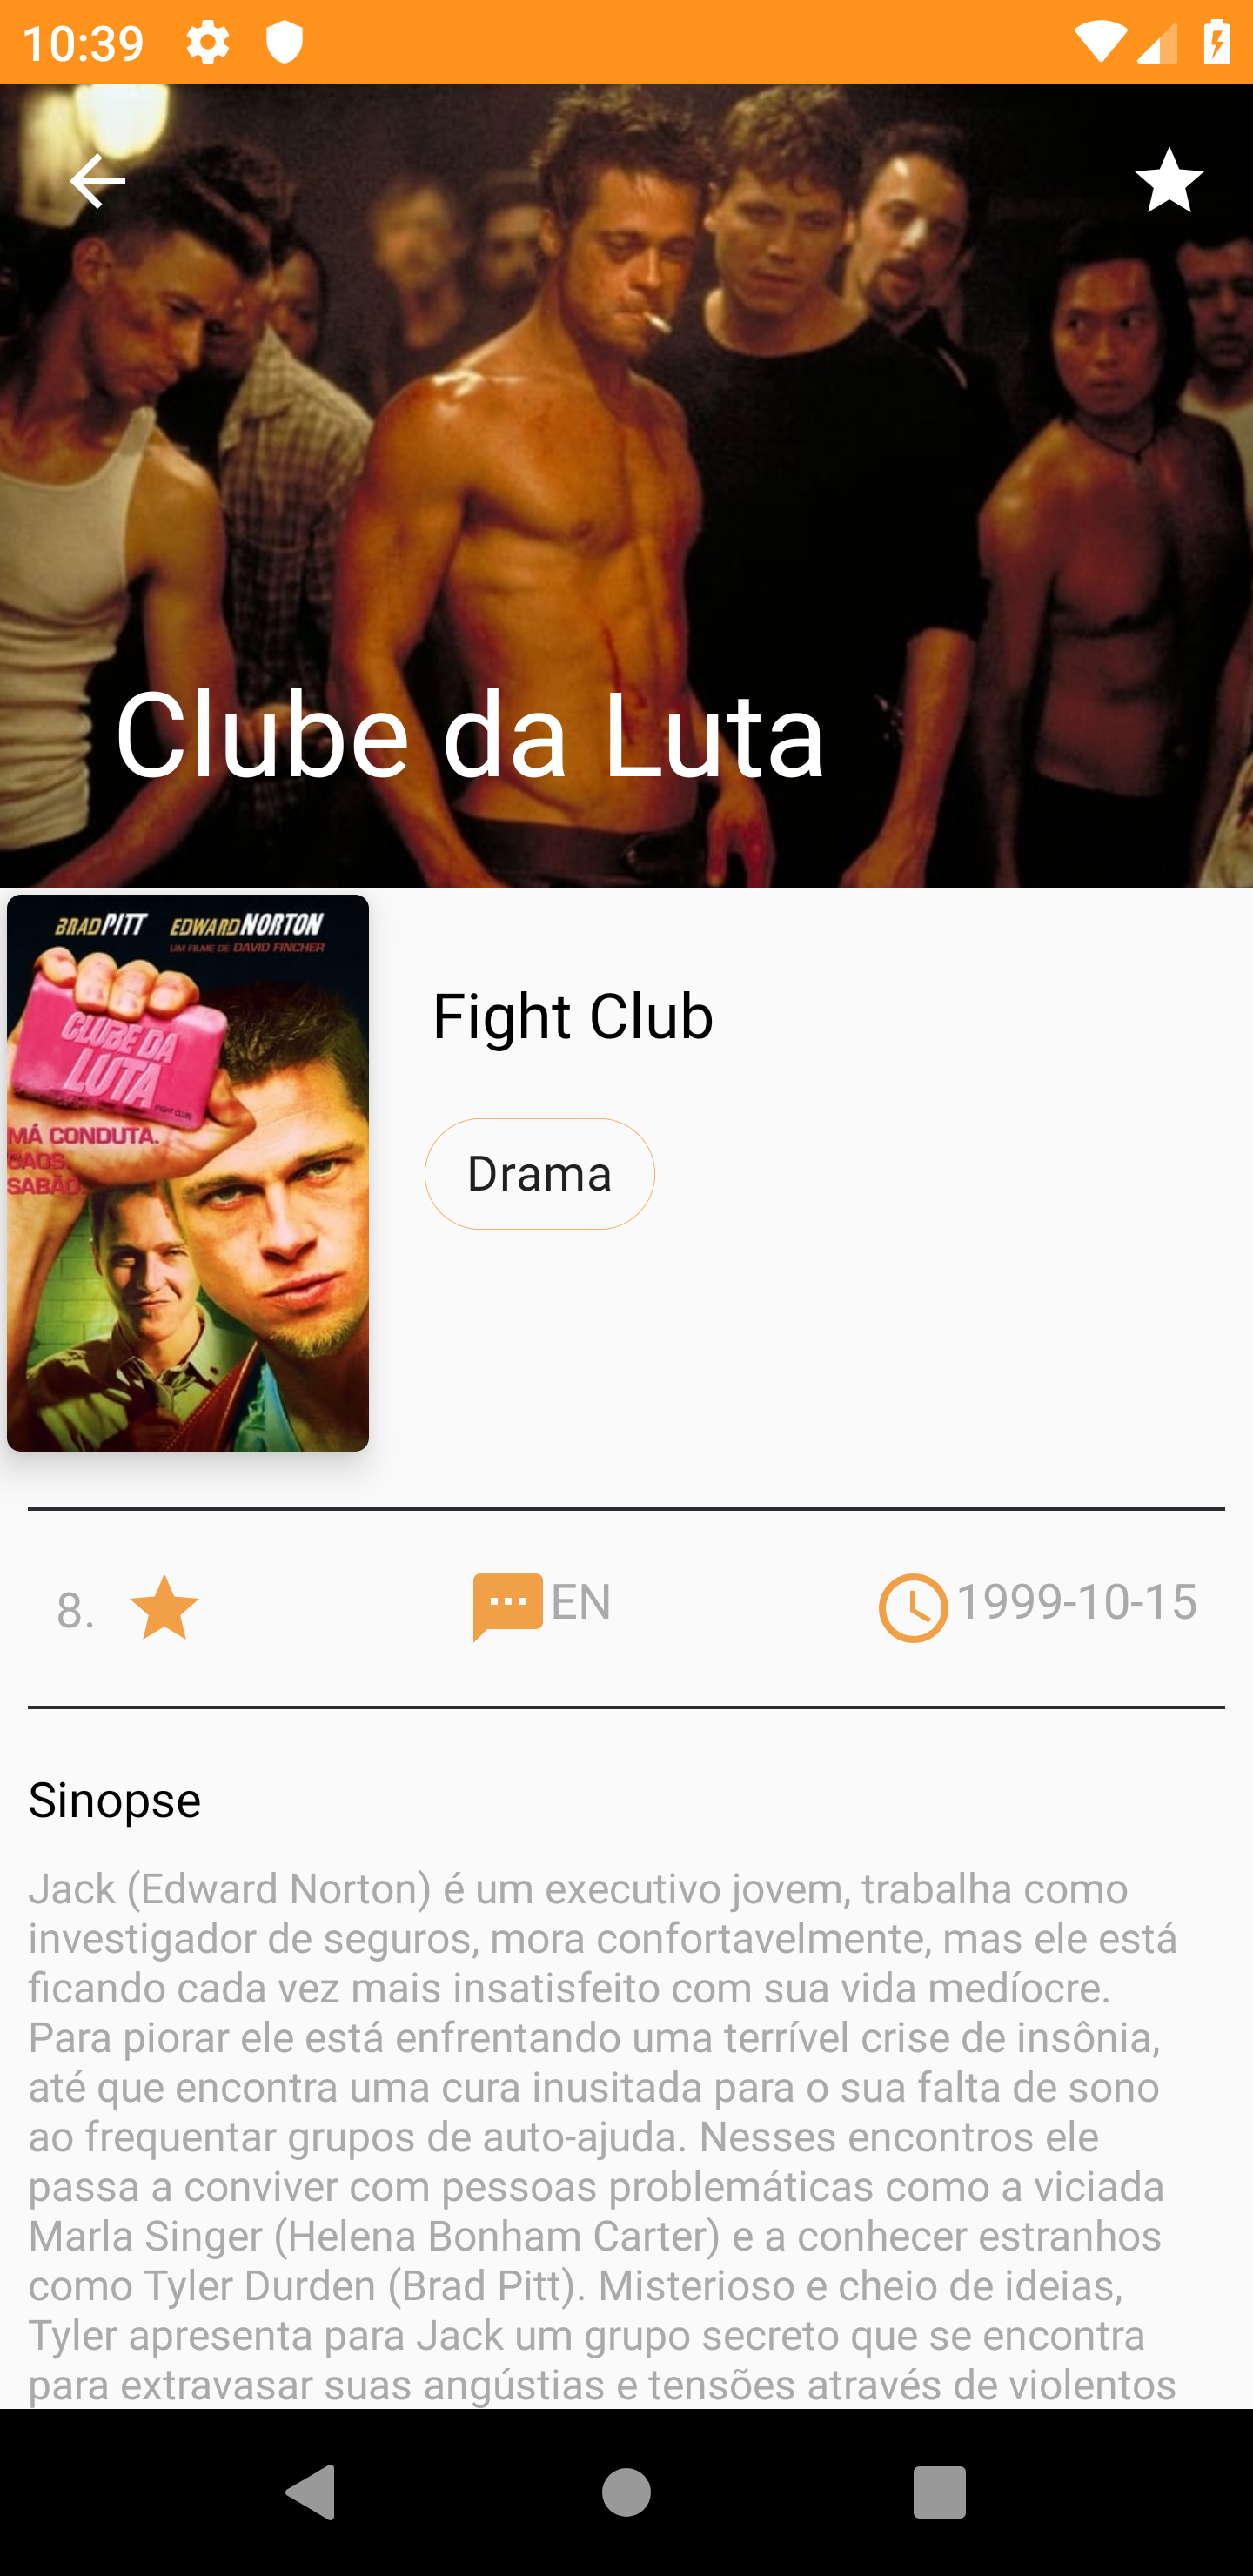 10:39
Clube da Luta
BRAD PITT EDWARD NORTON
UM FILME DE DAVID FINCHER
CLUBE DA
LUTA
FIGHT CLUB
MÁ CONDUTA.
CAOS.
SABÃO.
Fight Club
Drama
8.
EN
1999-10-15
Sinopse
Jack (Edward Norton) é um executivo jovem, trabalha como
investigador de seguros, mora confortavelmente, mas ele está
ficando cada vez mais insatisfeito com sua vida medíocre.
Para piorar ele está enfrentando uma terrível crise de insônia,
até que encontra uma cura inusitada para o sua falta de sono
ao frequentar grupos de auto-ajuda. Nesses encontros ele
passa a conviver com pessoas problemáticas como a viciada
Marla Singer (Helena Bonham Carter) e a conhecer estranhos
como Tyler Durden (Brad Pitt). Misterioso e cheio de ideias,
Tyler apresenta para Jack um grupo secreto que se encontra
para extravasar suas angústias e tensões através de violentos